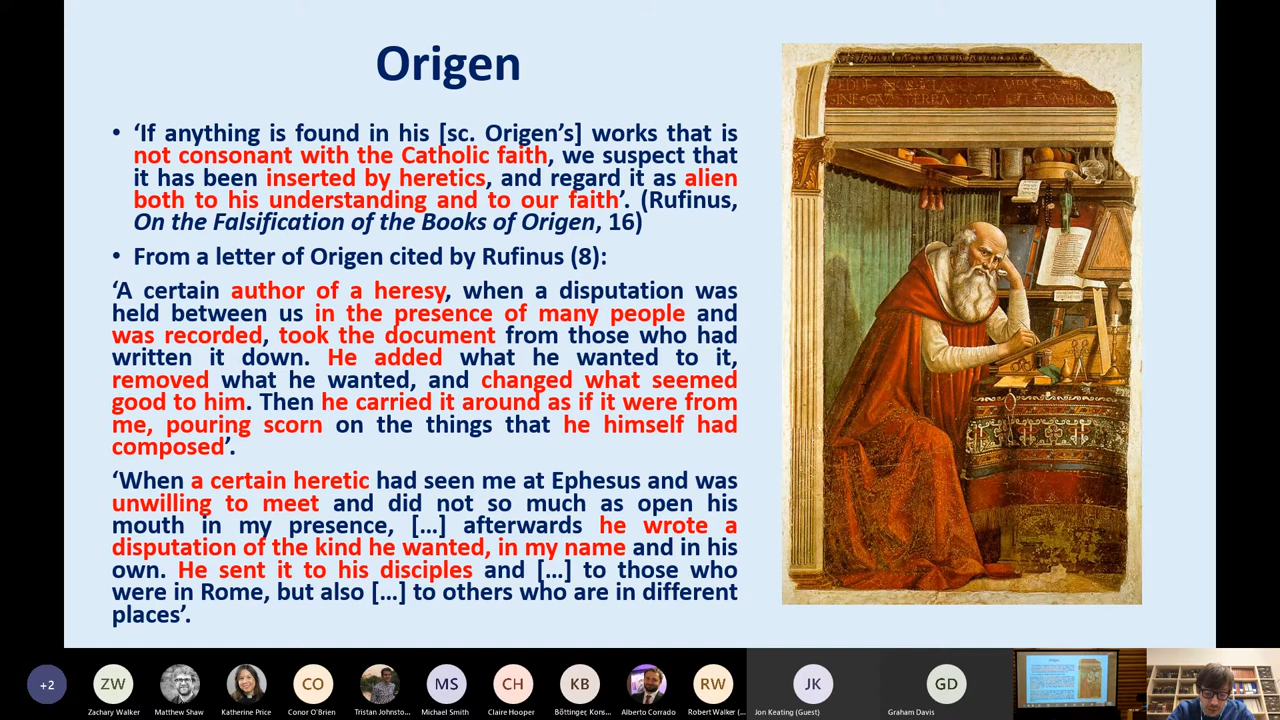 Origen
• ‘If anything is found in his [sc. Origen’s] works that is
not consonant with the Catholic faith, we suspect that
it has been inserted by heretics, and regard it as alien
both to his understanding and to our faith’. (Rufinus,
On the Falsification of the Books of Origen, 16)
• From a letter of Origen cited by Rufinus (8):
‘A certain author of a heresy, when a disputation was
held between us in the presence of many people and
was recorded, took the document from those who had
written it down. He added what he wanted to it,
removed what he wanted, and changed what seemed
good to him. Then he carried it around as if it were from
me, pouring scorn on the things that he himself had
composed’.
‘When a certain heretic had seen me at Ephesus and was
unwilling to meet and did not so much as open his
mouth in my presence, […] afterwards he wrote a
disputation of the kind he wanted, in my name and in his
own. He sent it to his disciples and […] to those who
were in Rome, but also […] to others who are in different
places’.
+2
ZW
CO
MS
CH
KB
RW
JK
GD
Zachary Walker
Matthew Shaw
Katherine Price
Conor O'Brien
Tristan Johnsto...
Michael Smith
Claire Hooper
Böttinger, Kons...
Alberto Corrado
Robert Walker (...
Jon Keating (Guest)
Graham Davis